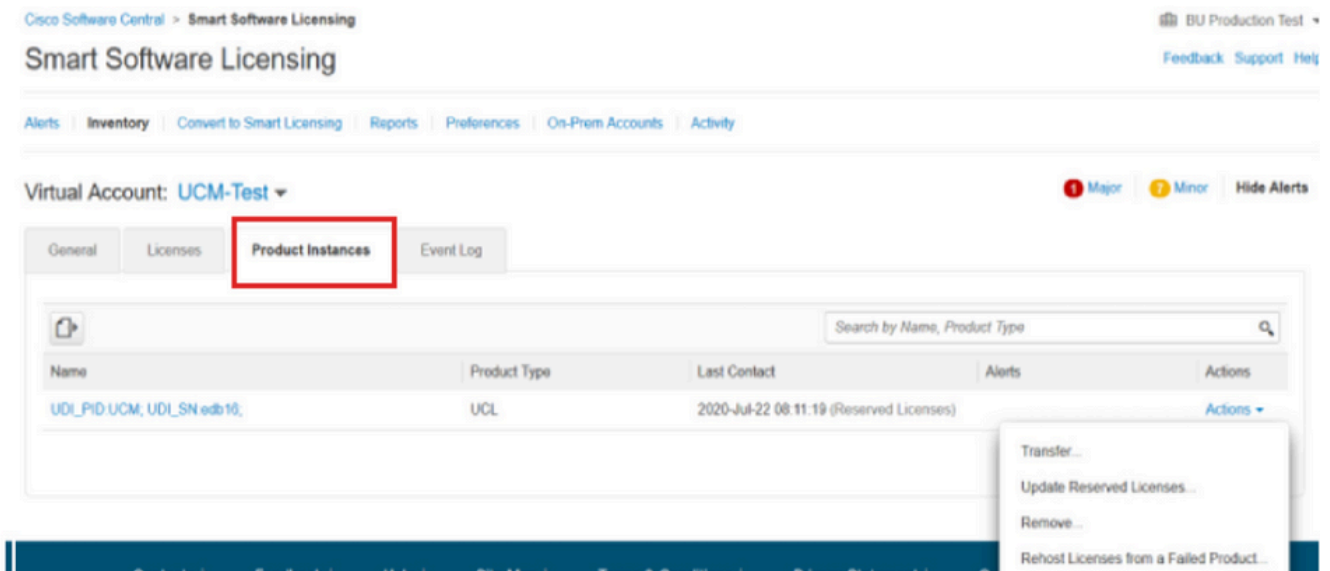 Cisco Software Central > Smart Software Licensing
BU Production Test
Smart Software Licensing
Feedback Support Help
Alerts Inventory Convert to Smart Licensing Reports Preferences On-Prem Accounts Activity
Virtual Account: UCM-Test
1 Major 7 Minor Hide Alerts
General Licenses Product Instances Event Log
Search by Name, Product Type
Name Product Type Last Contact Alerts Actions
UDI_PID:UCM; UDI_SN:edb16; UCL 2020-Jul-22 08:11:19 (Reserved Licenses) Actions
Transfer...
Update Reserved Licenses...
Remove...
Rehost Licenses from a Failed Product...